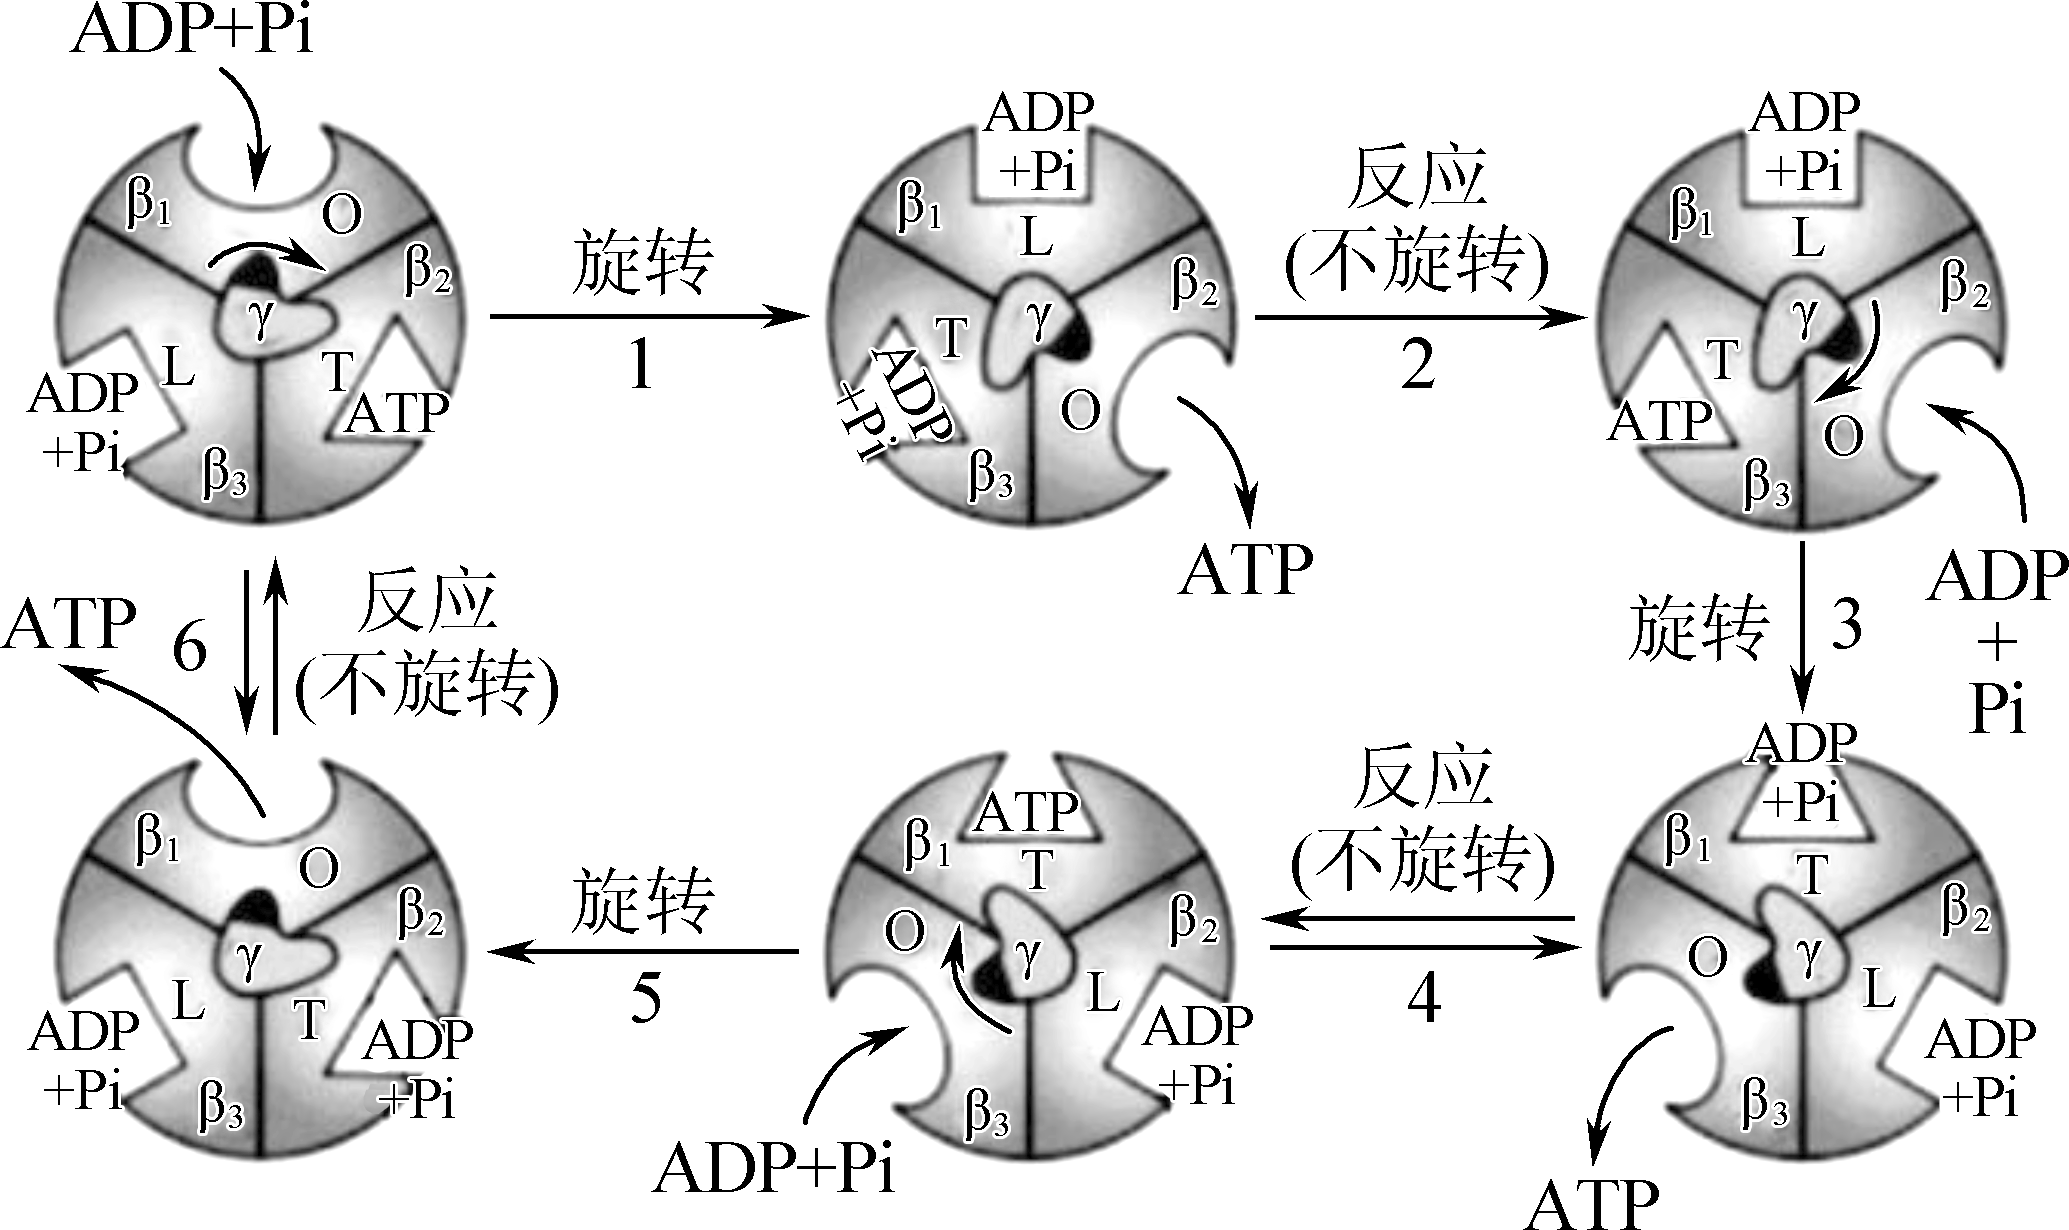 ADP+Pi
β₁
O
β₂
γ
L
T
ADP
+Pi
ATP
β₃
旋转
1
ADP
+Pi
β₁
L
β₂
γ
T
ADP
+Pi
O
β₃
ATP
反应
(不旋转)
2
ADP
+Pi
β₁
L
β₂
γ
T
ATP
O
β₃
ADP
+
Pi
旋转 3
ATP
6
反应
(不旋转)
β₁
O
β₂
γ
L
T
ADP
+Pi
ADP
+Pi
β₃
旋转
5
ATP
β₁
T
β₂
O
γ
L
ADP
+Pi
β₃
ADP+Pi
反应
(不旋转)
4
ADP
+Pi
β₁
T
β₂
O
γ
L
ADP
+Pi
β₃
ATP